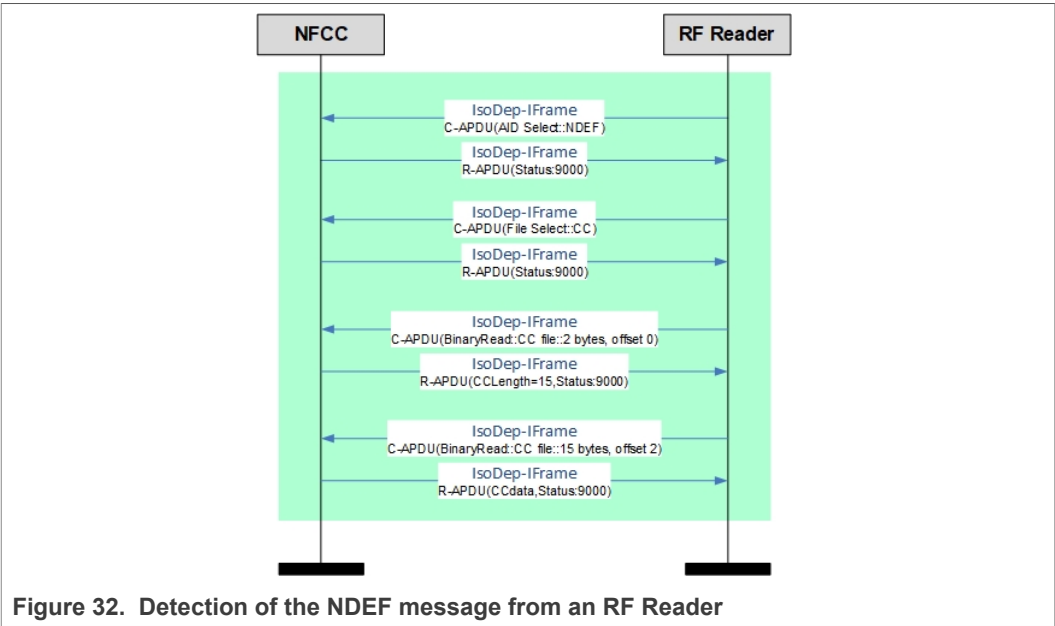 NFCC
RF Reader
IsoDep-IFrame
C-APDU(AID Select::NDEF)
IsoDep-IFrame
R-APDU(Status:9000)
IsoDep-IFrame
C-APDU(File Select::CC)
IsoDep-IFrame
R-APDU(Status:9000)
IsoDep-IFrame
C-APDU(BinaryRead::CC file::2 bytes, offset 0)
IsoDep-IFrame
R-APDU(CCLength=15,Status:9000)
IsoDep-IFrame
C-APDU(BinaryRead::CC file::15 bytes, offset 2)
IsoDep-IFrame
R-APDU(CCdata,Status:9000)
Figure 32. Detection of the NDEF message from an RF Reader